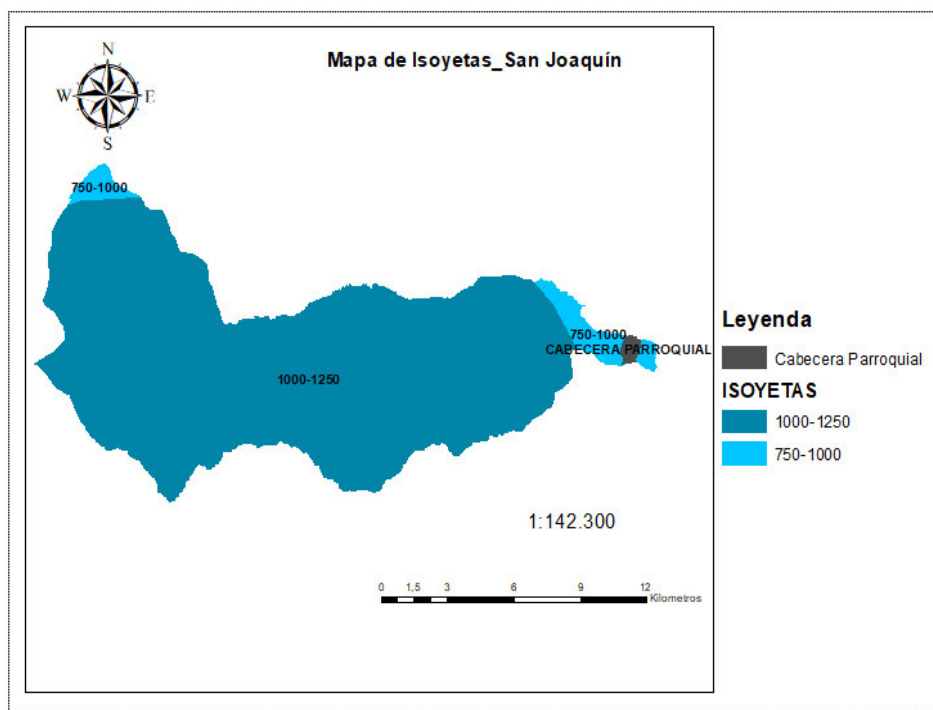 Mapa de Isoyetas_San Joaquín
N
W E
S
750-1000
750-1000
CABECERA PARROQUIAL
1000-1250
Leyenda
Cabecera Parroquial
ISOYETAS
1000-1250
750-1000
1:142.300
0 1,5 3 6 9 12
Kilometros